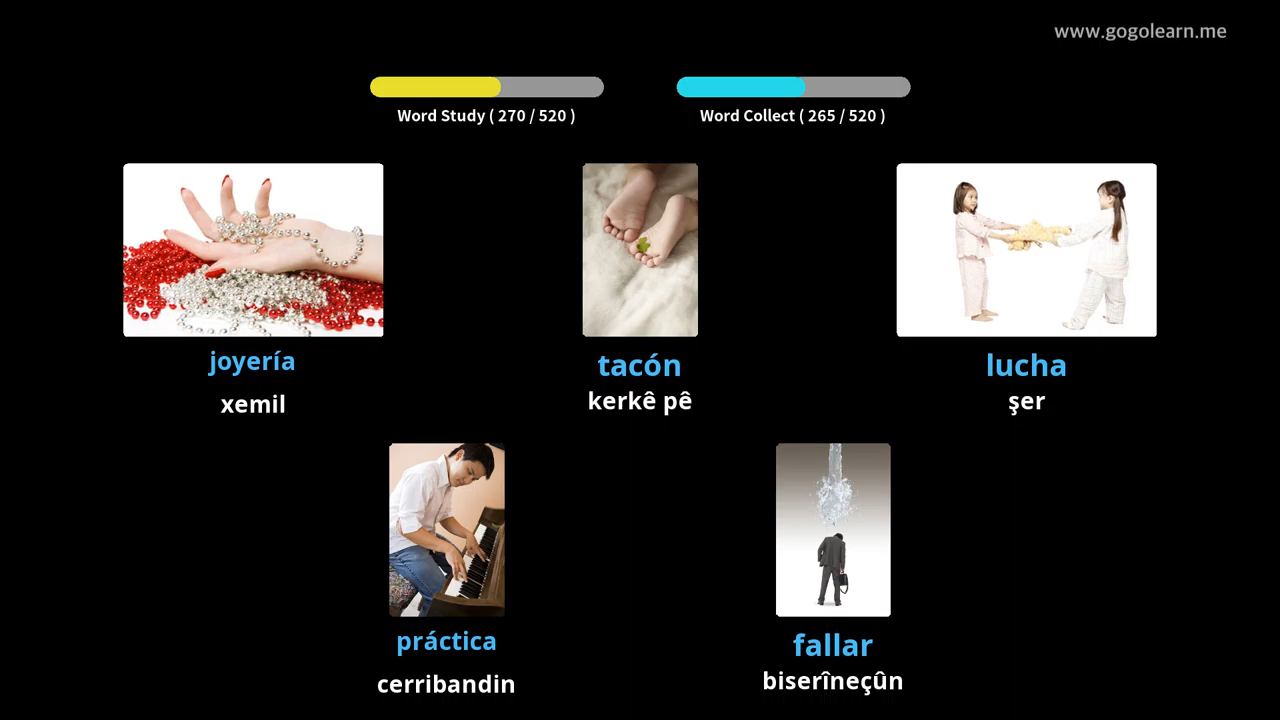 www.gogolearn.me
Word Study ( 270 / 520 )
Word Collect ( 265 / 520 )
joyería
xemil
tacón
kerkê pê
lucha
şer
práctica
cerribandin
fallar
biserîneçûn